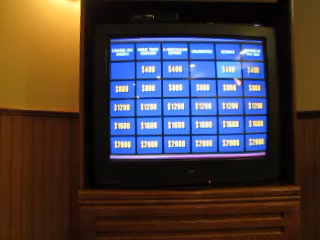 $400 $400 $400 $400
$800 $800 $800 $800 $800 $800
$1200 $1200 $1200 $1200 $1200 $1200
$1600 $1600 $1600 $1600 $1600 $1600
$2000 $2000 $2000 $2000 $2000 $2000